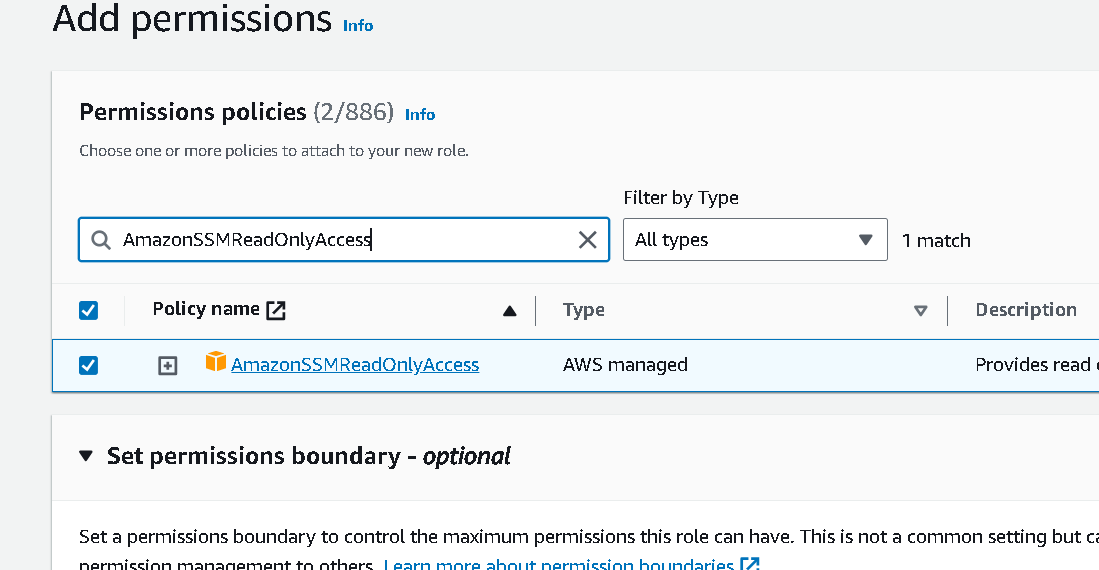 Add permissions Info
Permissions policies (2/886) Info
Choose one or more policies to attach to your new role.
Filter by Type
AmazonSSMReadOnlyAccess All types 1 match
Policy name Type Description
AmazonSSMReadOnlyAccess AWS managed Provides read
Set permissions boundary - optional
Set a permissions boundary to control the maximum permissions this role can have. This is not a common setting but
permission management to others. Learn more about permission boundaries